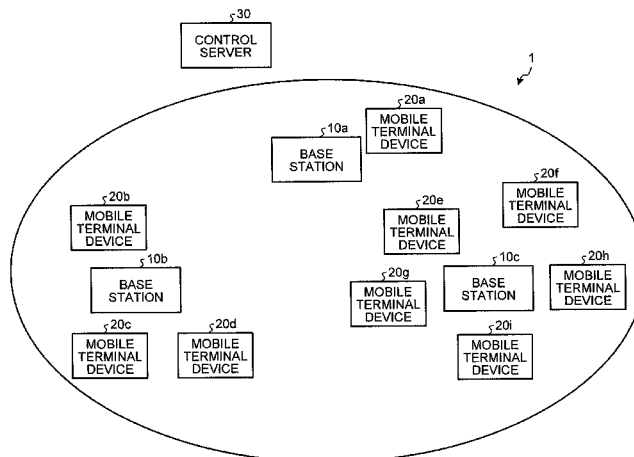 30
CONTROL
SERVER
1
20a
MOBILE
TERMINAL
DEVICE
10a
BASE
STATION
20f
MOBILE
TERMINAL
DEVICE
20b
MOBILE
TERMINAL
DEVICE
20e
MOBILE
TERMINAL
DEVICE
10b
BASE
STATION
20g
MOBILE
TERMINAL
DEVICE
10c
BASE
STATION
20h
MOBILE
TERMINAL
DEVICE
20c
MOBILE
TERMINAL
DEVICE
20d
MOBILE
TERMINAL
DEVICE
20i
MOBILE
TERMINAL
DEVICE